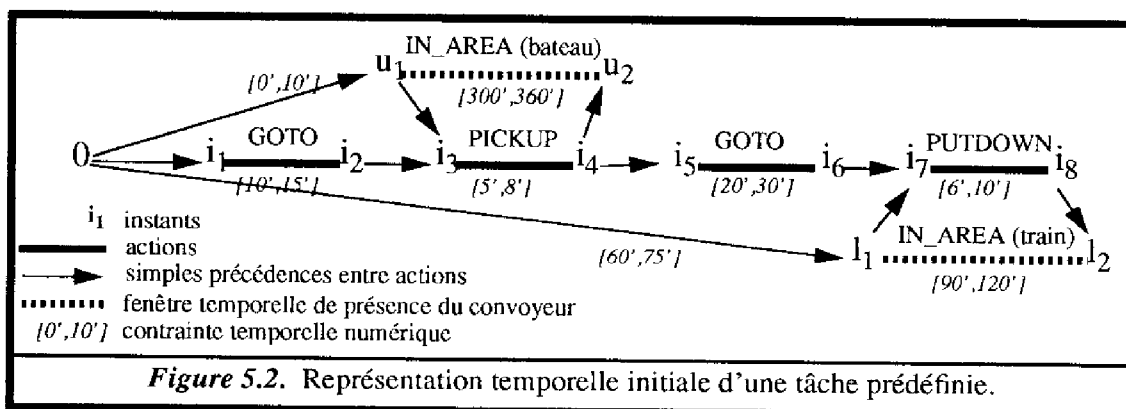 IN_AREA (bateau)
u1 u2
[0',10'] [300',360']
GOTO PICKUP GOTO PUTDOWN
0 i1 i2 i3 i4 i5 i6 i7 i8
[10',15'] [5',8'] [20',30'] [6',10']
i1 instants
actions
IN_AREA (train)
l1 l2
[60',75'] [90',120']
simples précédences entre actions
fenêtre temporelle de présence du convoyeur
[0',10'] contrainte temporelle numérique
Figure 5.2. Représentation temporelle initiale d'une tâche prédéfinie.